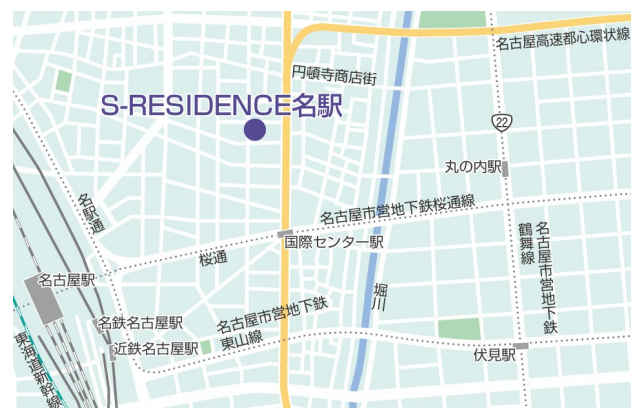 名古屋高速都心環状線
円頓寺商店街
S-RESIDENCE名駅
22
丸の内駅
名駅通
名古屋市営地下鉄桜通線
国際センター駅
桜通
名古屋市営地下鉄
鶴舞線
名古屋駅
堀川
名古屋市営地下鉄
東山線
名鉄名古屋駅
近鉄名古屋駅
伏見駅
東海道新幹線